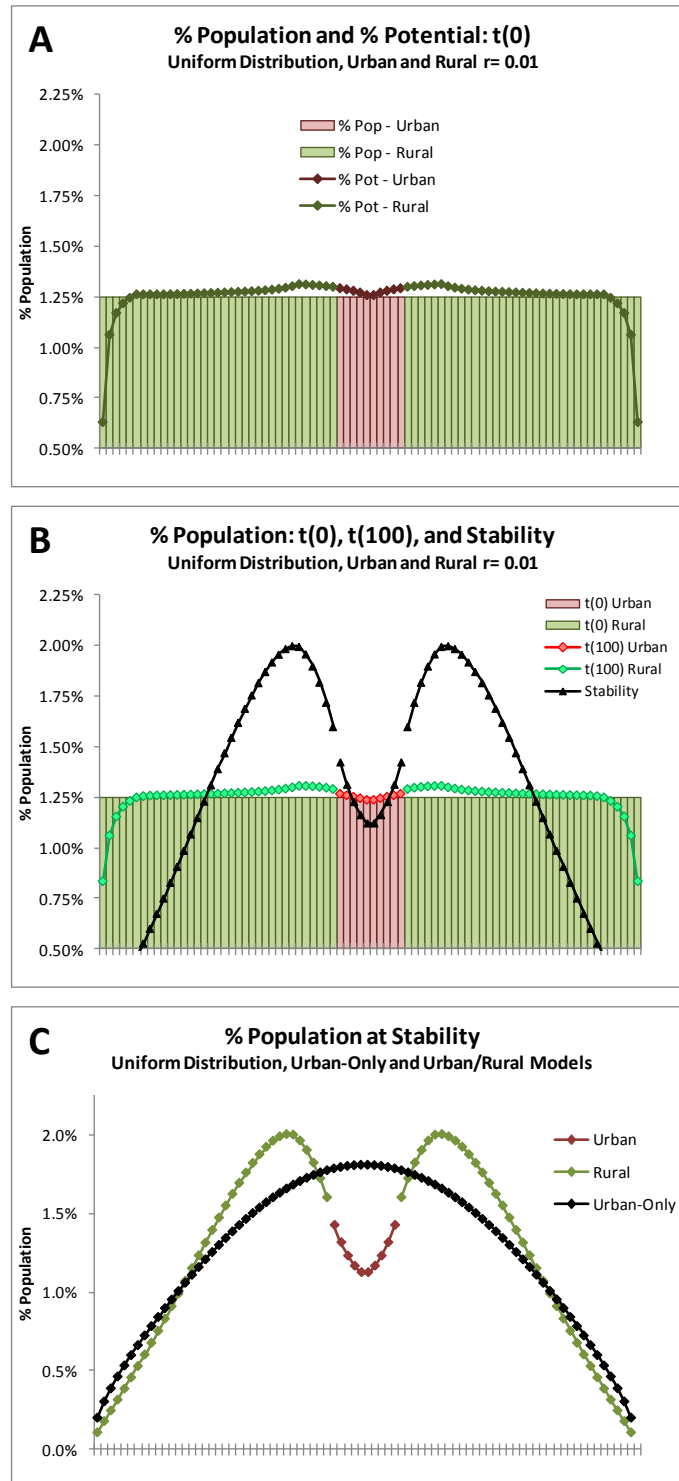 A
% Population and % Potential: t(0)
Uniform Distribution, Urban and Rural r= 0.01
% Population
2.25%
2.00%
1.75%
1.50%
1.25%
1.00%
0.75%
0.50%
% Pop - Urban
% Pop - Rural
% Pot - Urban
% Pot - Rural
B
% Population: t(0), t(100), and Stability
Uniform Distribution, Urban and Rural r= 0.01
% Population
2.25%
2.00%
1.75%
1.50%
1.25%
1.00%
0.75%
0.50%
t(0) Urban
t(0) Rural
t(100) Urban
t(100) Rural
Stability
C
% Population at Stability
Uniform Distribution, Urban-Only and Urban/Rural Models
% Population
2.0%
1.5%
1.0%
0.5%
0.0%
Urban
Rural
Urban-Only